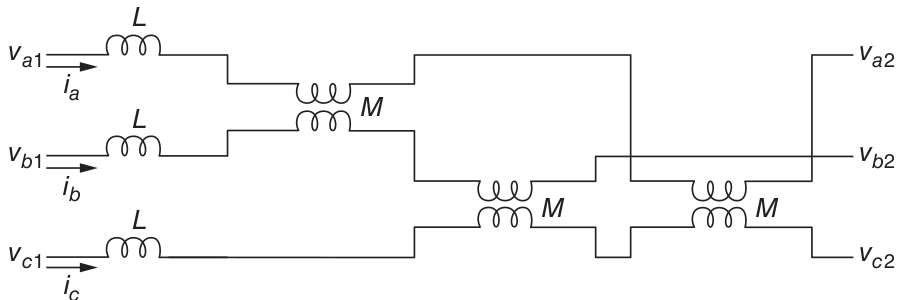 L
v_{a1} v_{a2}
i_a
M
L
v_{b1} v_{b2}
i_b
M M
L
v_{c1} v_{c2}
i_c